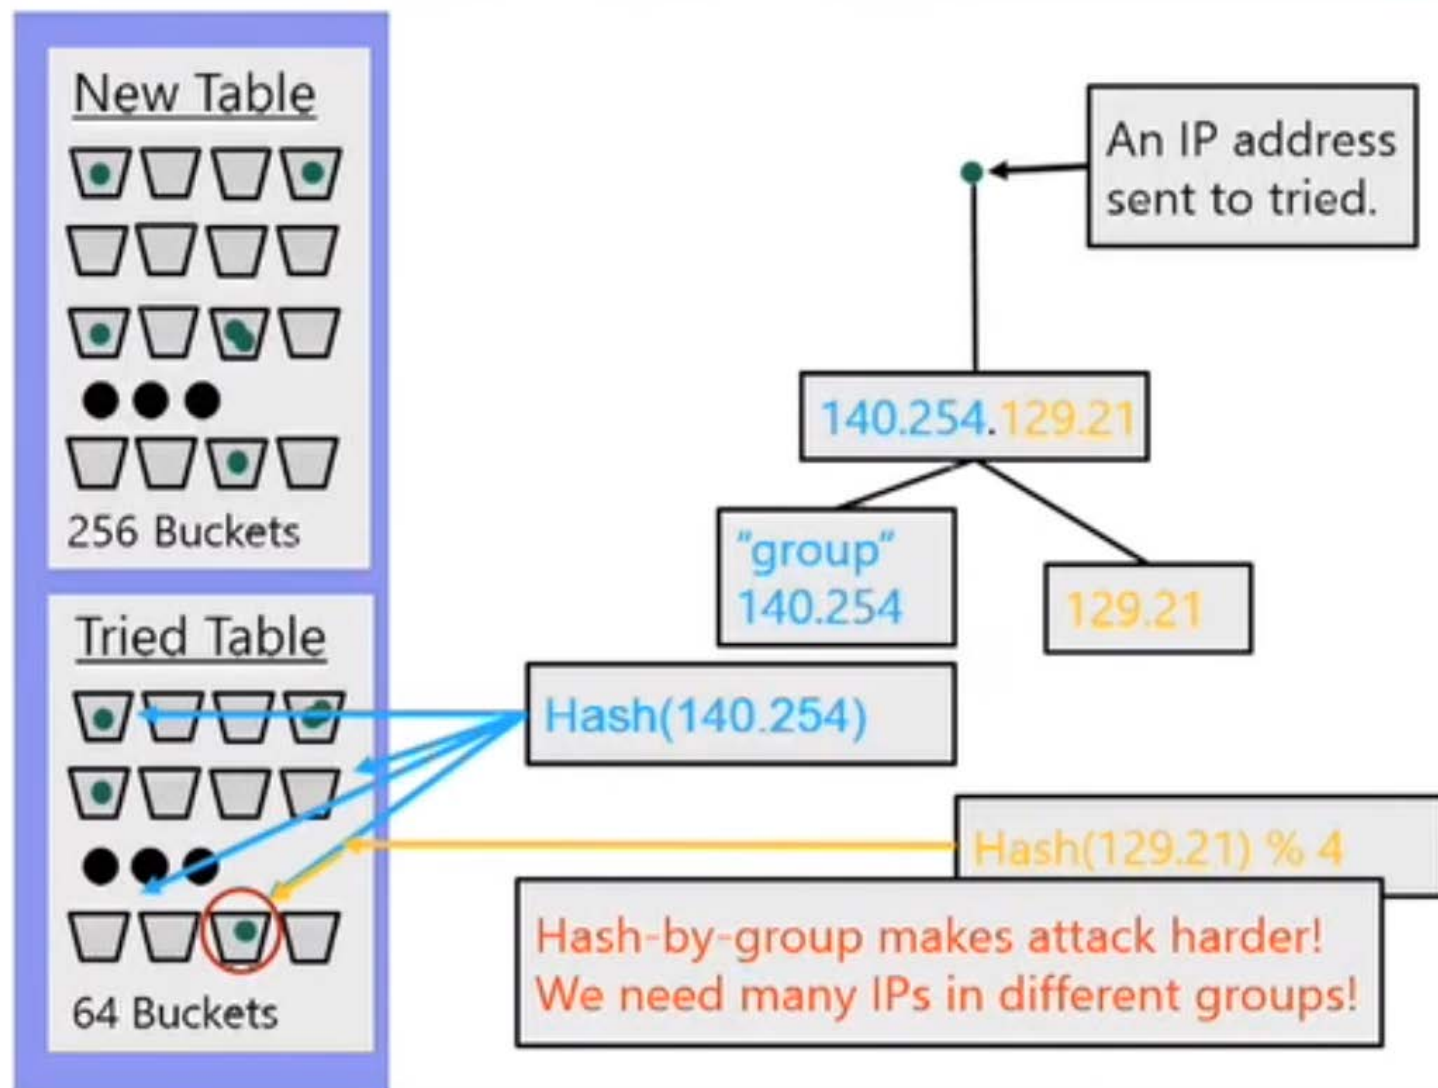 New Table
256 Buckets
Tried Table
64 Buckets
An IP address
sent to tried.
140.254.129.21
"group"
140.254
129.21
Hash(140.254)
Hash(129.21) % 4
Hash-by-group makes attack harder!
We need many IPs in different groups!